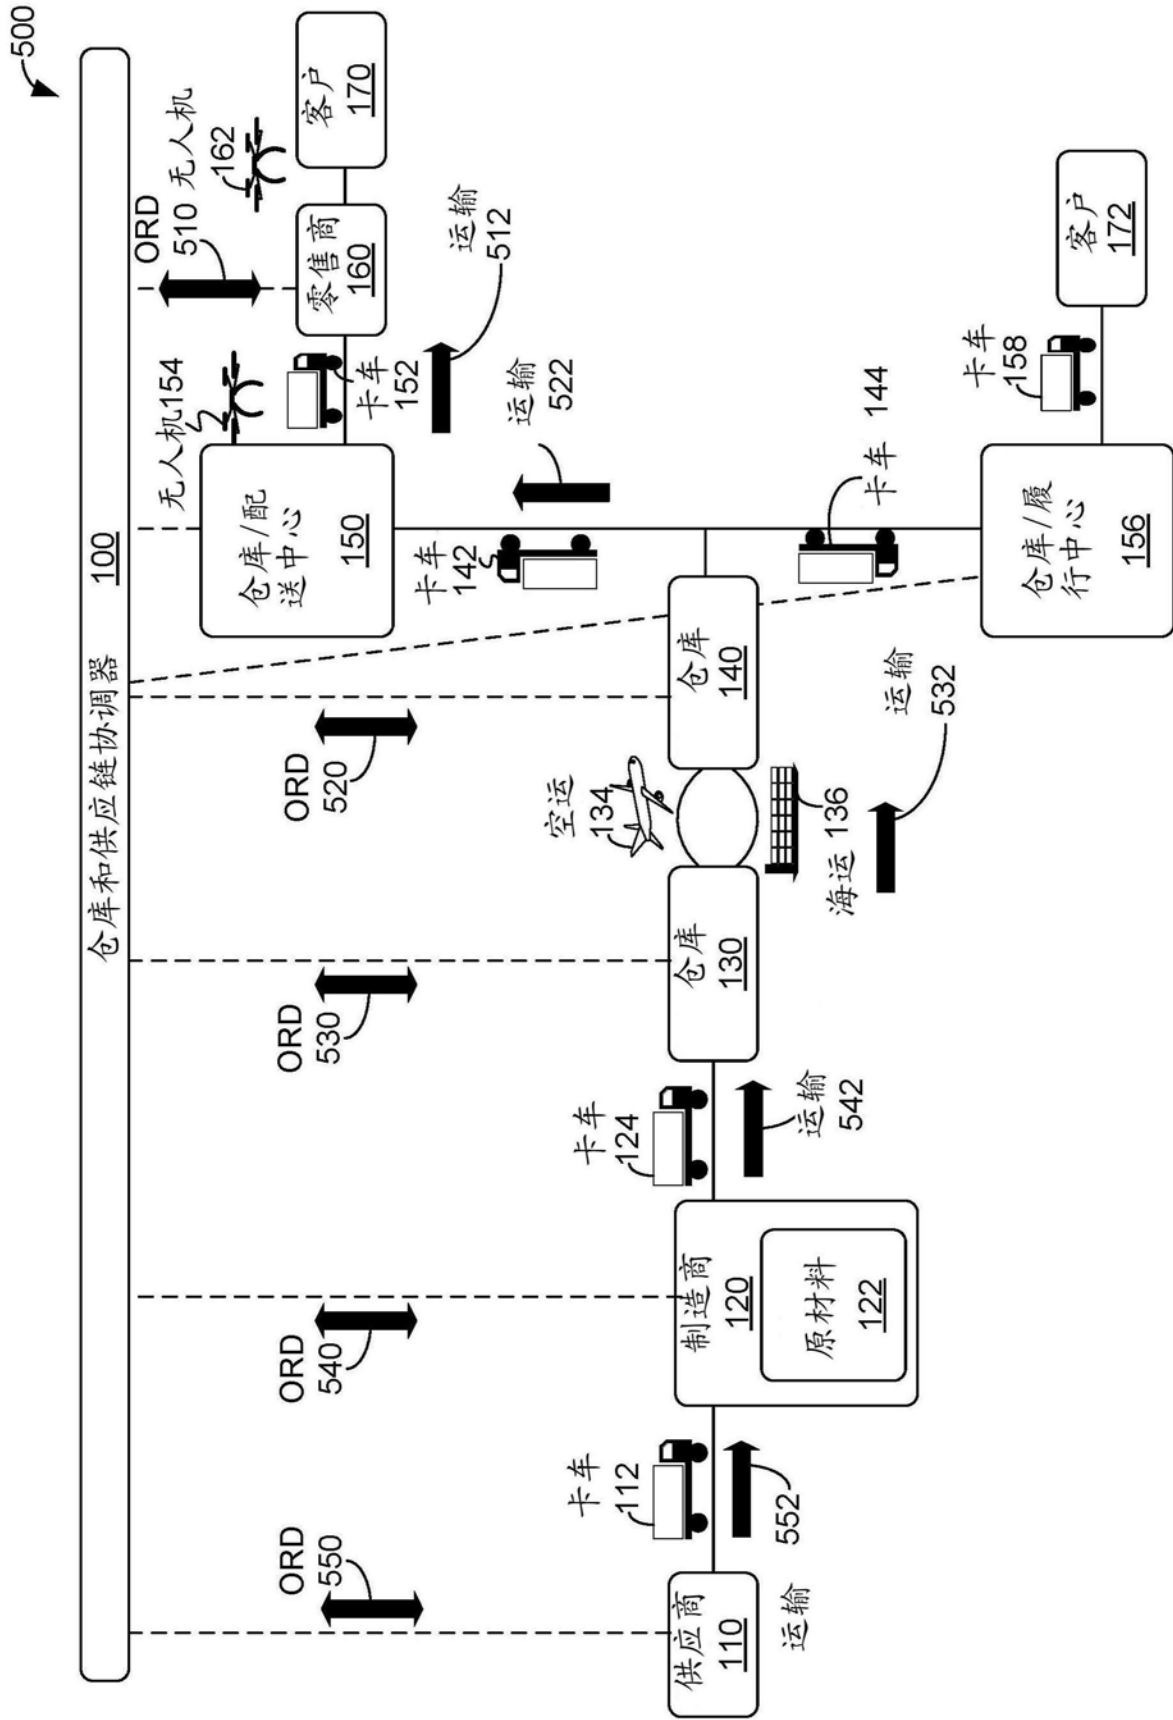 500
仓库和供应链协调器 100
ORD
550
ORD
540
ORD
530
ORD
520
ORD
510
无人机
162
无人机154
仓库/配
送中心
150
卡车
152
零售商
160
客户
170
运输
512
运输
522
卡车
142
供应商
110
运输
552
卡车
112
制造商
120
原材料
122
卡车
124
运输
542
仓库
130
空运
134
海运 136
运输
532
仓库
140
卡车 144
仓库/履
行中心
156
卡车
158
客户
172